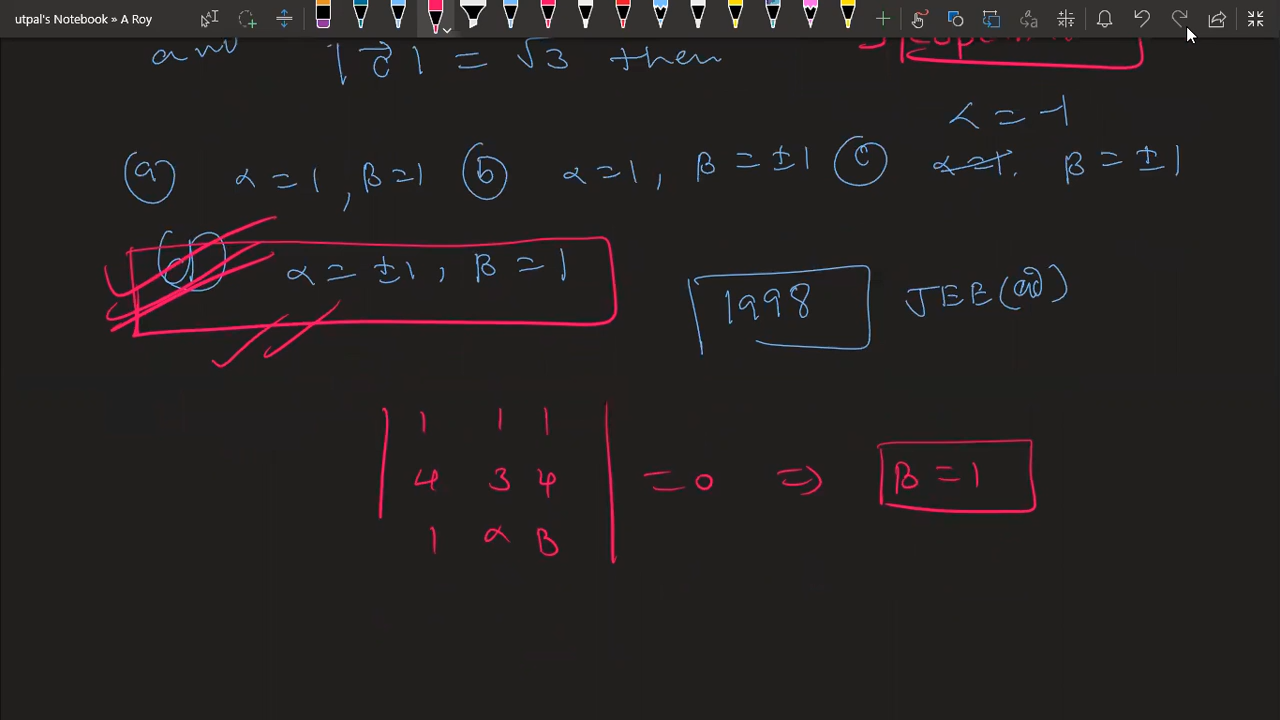 utpal's Notebook » A Roy
and |c⃗| = √3 then
α = -1
(a) α = 1, β = 1 (b) α = 1, β = ±1 (c) α = 1. β = ±1
(d) α = ±1, β = 1
1998 JEE (ad)
| 1 1 1 |
| 4 3 4 | = 0 ⇒ β = 1
| 1 α β |